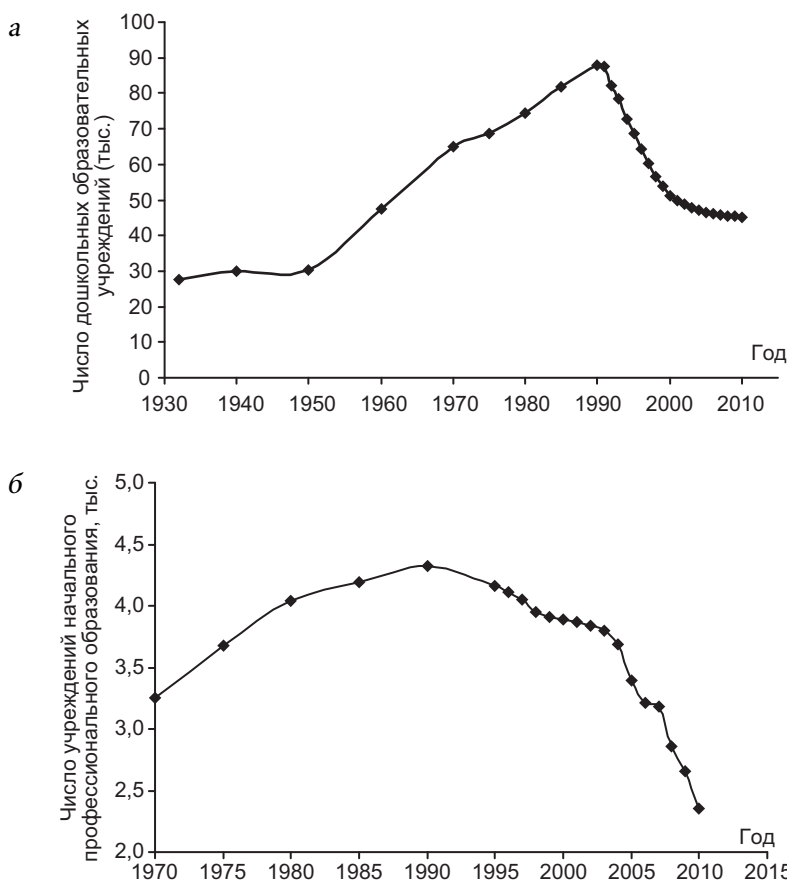 а
Число дошкольных образовательных
учреждений (тыс.)
100
90
80
70
60
50
40
30
20
10
0
Год
1930 1940 1950 1960 1970 1980 1990 2000 2010
б
Число учреждений начального
профессионального образования, тыс.
5,0
4,5
4,0
3,5
3,0
2,5
2,0
Год
1970 1975 1980 1985 1990 1995 2000 2005 2010 2015